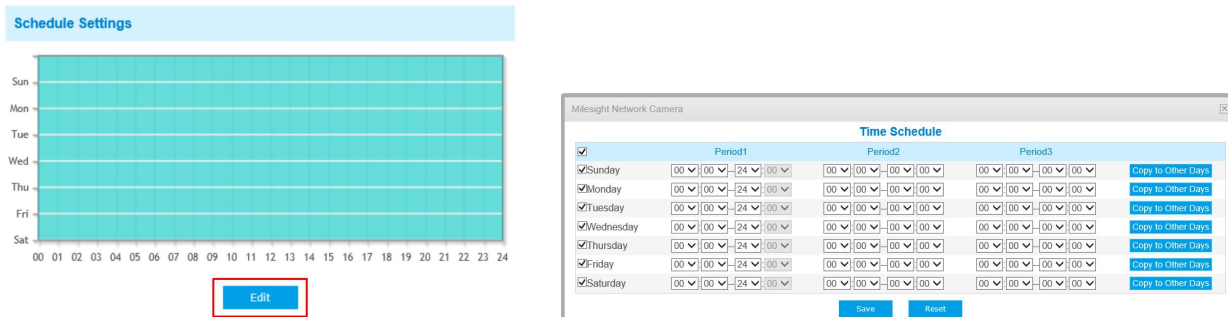 Schedule Settings
Sun
Mon
Tue
Wed
Thu
Fri
Sat
00 01 02 03 04 05 06 07 08 09 10 11 12 13 14 15 16 17 18 19 20 21 22 23 24
Edit
Milesight Network Camera
Time Schedule
Period1 Period2 Period3
Sunday 00 : 00 -- 24 : 00 00 : 00 -- 00 : 00 00 : 00 -- 00 : 00 Copy to Other Days
Monday 00 : 00 -- 24 : 00 00 : 00 -- 00 : 00 00 : 00 -- 00 : 00 Copy to Other Days
Tuesday 00 : 00 -- 24 : 00 00 : 00 -- 00 : 00 00 : 00 -- 00 : 00 Copy to Other Days
Wednesday 00 : 00 -- 24 : 00 00 : 00 -- 00 : 00 00 : 00 -- 00 : 00 Copy to Other Days
Thursday 00 : 00 -- 24 : 00 00 : 00 -- 00 : 00 00 : 00 -- 00 : 00 Copy to Other Days
Friday 00 : 00 -- 24 : 00 00 : 00 -- 00 : 00 00 : 00 -- 00 : 00 Copy to Other Days
Saturday 00 : 00 -- 24 : 00 00 : 00 -- 00 : 00 00 : 00 -- 00 : 00 Copy to Other Days
Save Reset